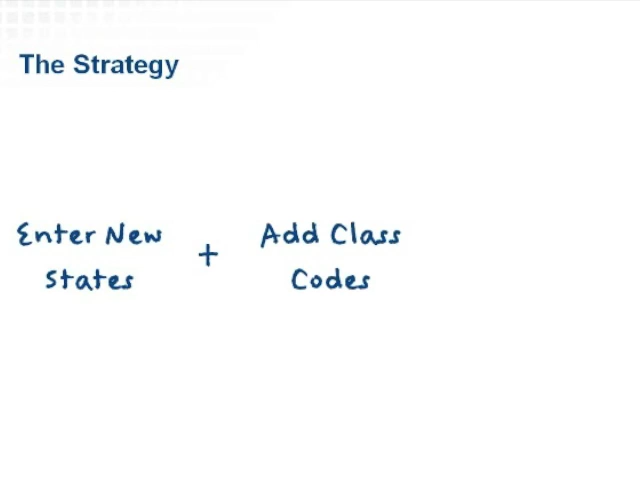 The Strategy
Enter New + Add Class
States Codes